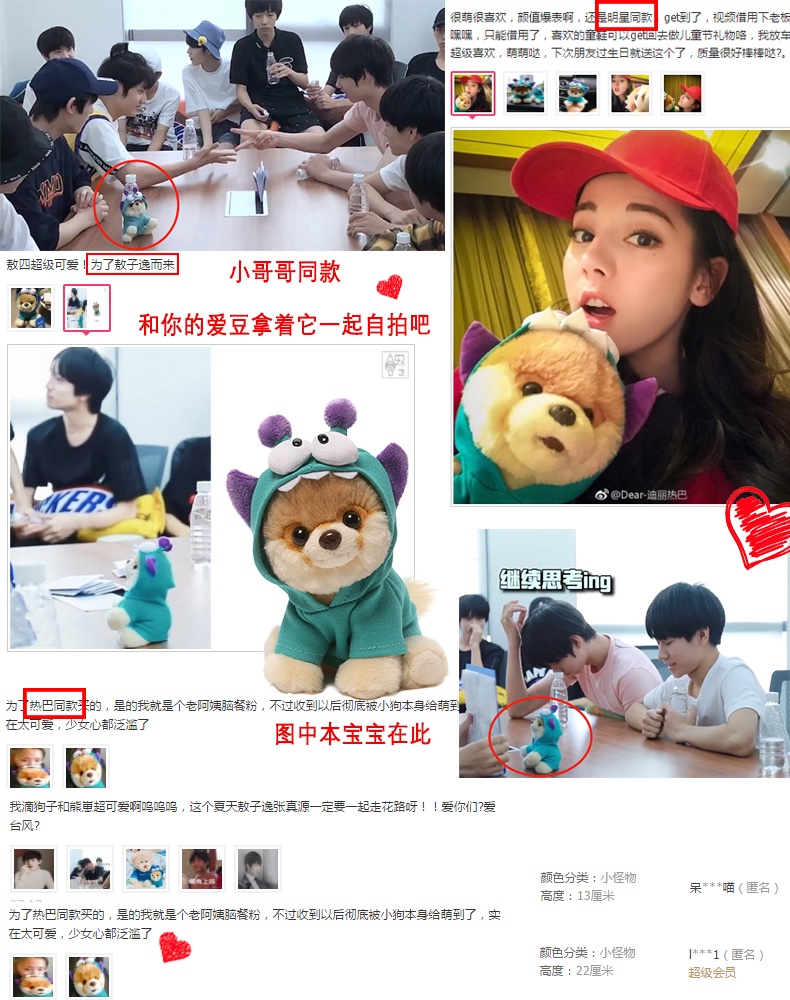 很萌很喜欢，颜值爆表啊，还是明星同款，get到了，视频借用下老板
嘿嘿，只能借用了，喜欢的童鞋可以get回去做儿童节礼物咯，我放车
超级喜欢，萌萌哒，下次朋友过生日就送这个了，质量很好棒棒哒?。
敖四超级可爱！为了敖子逸而来
小哥哥同款
和你的爱豆拿着它一起自拍吧
@Dear-迪丽热巴
KERS
继续思考ing
为了热巴同款买的，是的我就是个老阿姨脑餐粉，不过收到以后彻底被小狗本身给萌到
在太可爱，少女心都泛滥了
图中本宝宝在此
我滴狗子和熊崽超可爱啊呜呜呜，这个夏天敖子逸张真源一定要一起走花路呀！！爱你们?爱
台风?
颜色分类：小怪物
高度：13厘米
呆***喵（匿名）
为了热巴同款买的，是的我就是个老阿姨脑餐粉，不过收到以后彻底被小狗本身给萌到了，实
在太可爱，少女心都泛滥了
颜色分类：小怪物
高度：22厘米
l***1（匿名）
超级会员